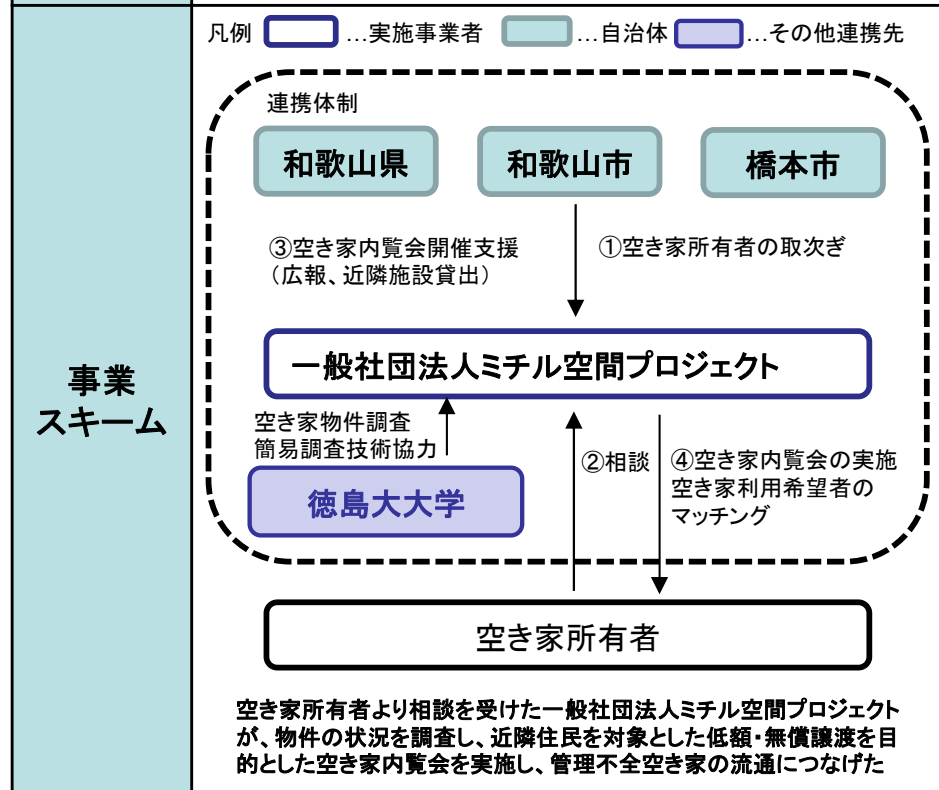 凡例 …実施事業者 …自治体 …その他連携先
連携体制
和歌山県 和歌山市 橋本市
③空き家内覧会開催支援
(広報、近隣施設貸出)
①空き家所有者の取次ぎ
一般社団法人ミチル空間プロジェクト
事業
スキーム
空き家物件調査
簡易調査技術協力
徳島大大学
②相談
④空き家内覧会の実施
空き家利用希望者の
マッチング
空き家所有者
空き家所有者より相談を受けた一般社団法人ミチル空間プロジェクト
が、物件の状況を調査し、近隣住民を対象とした低額・無償譲渡を目
的とした空き家内覧会を実施し、管理不全空き家の流通につなげた